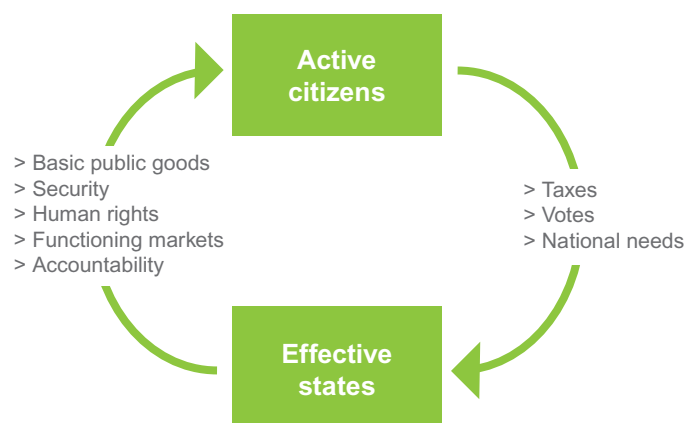 Active
citizens
> Basic public goods
> Security
> Human rights
> Functioning markets
> Accountability
> Taxes
> Votes
> National needs
Effective
states